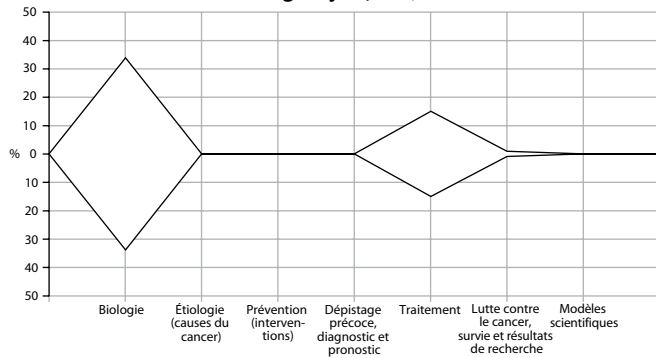 50
40
30
20
10
% 0
10
20
30
40
50
Biologie
Étiologie
(causes du
cancer)
Prévention
(interven-
tions)
Dépistage
précoce,
diagnostic et
pronostic
Traitement
Lutte contre
le cancer,
survie et résultats
de recherche
Modèles
scientifiques